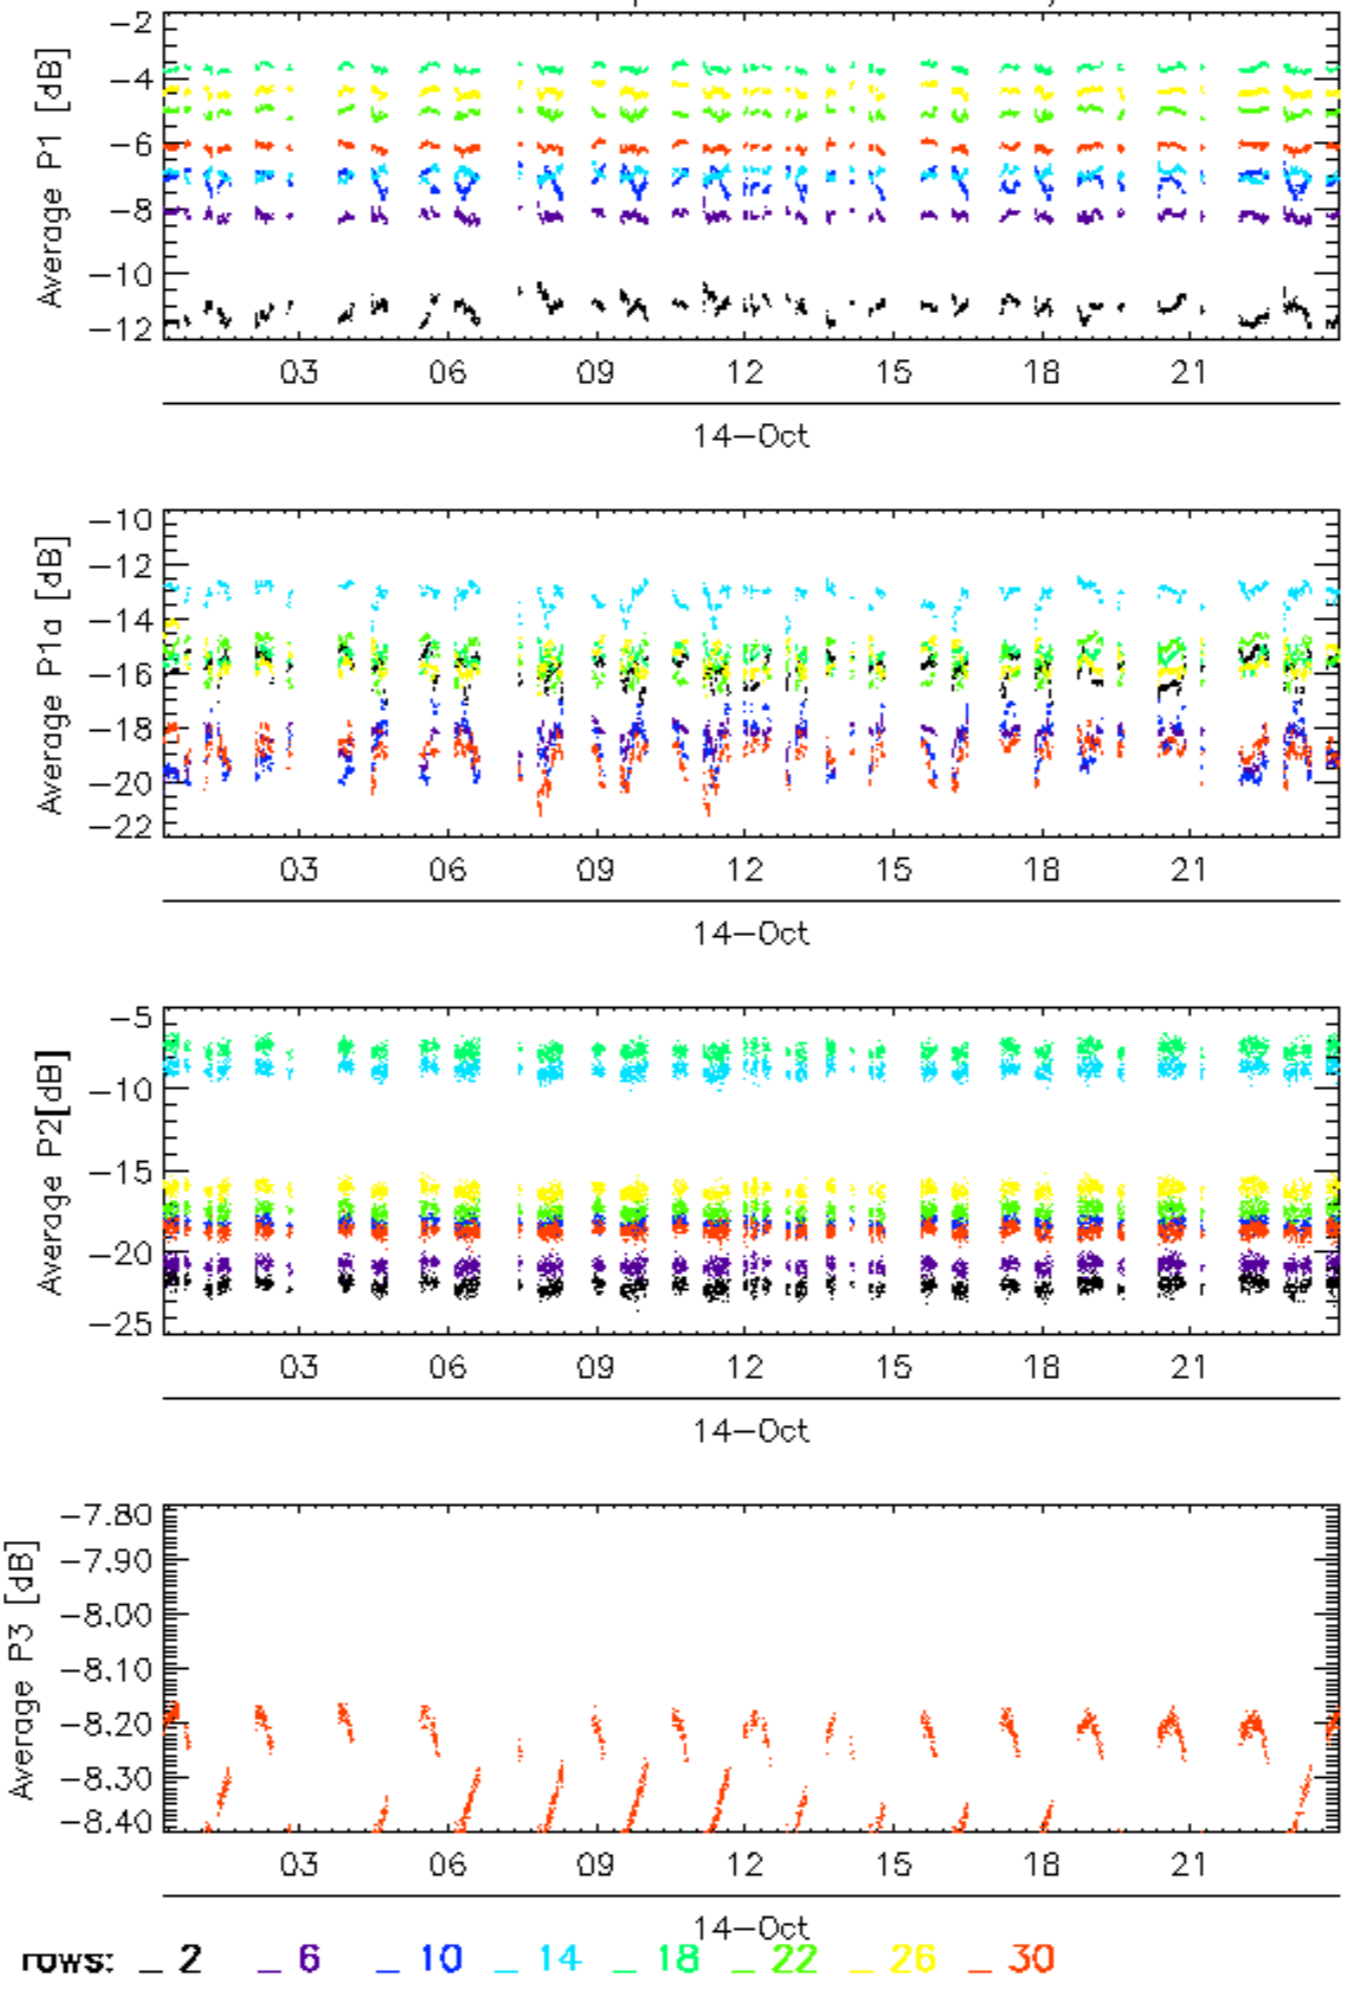 Average P1 [dB]
-2
-4
-6
-8
-10
-12
03 06 09 12 15 18 21
14-Oct
Average P1a [dB]
-10
-12
-14
-16
-18
-20
-22
03 06 09 12 15 18 21
14-Oct
Average P2[dB]
-5
-10
-15
-20
-25
03 06 09 12 15 18 21
14-Oct
Average P3 [dB]
-7.80
-7.90
-8.00
-8.10
-8.20
-8.30
-8.40
03 06 09 12 15 18 21
14-Oct
rows: _ 2 _ 6 _ 10 _ 14 _ 18 _ 22 _ 26 _ 30